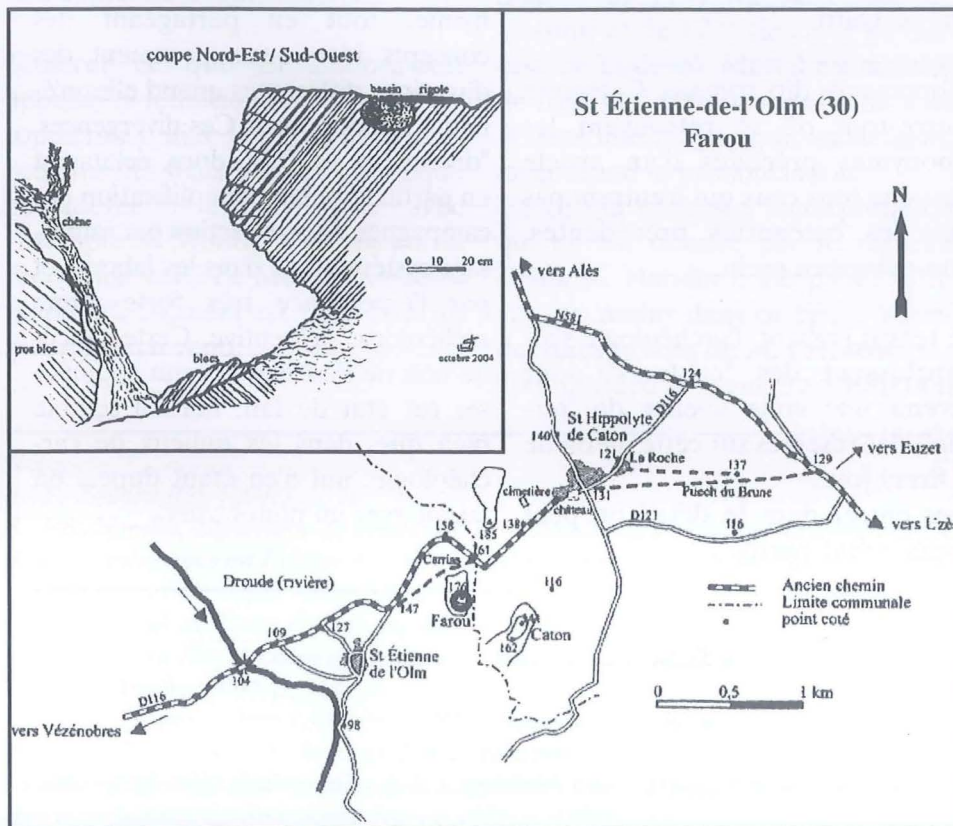 coupe Nord-Est / Sud-Ouest
bassin rigole
chêne
0 10 20 cm
gros bloc
blocs
octobre 2004
St Étienne-de-l'Olm (30)
Farou
N
vers Alès
N59
124
D116
St Hippolyte
de Caton
140
121
La Roche
137
129
vers Euzet
cimetière
131
Puech du Brune
château
D121
116
vers Uzè
185
138
158
161
Carrias
Droude (rivière)
147
176
Farou
116
Caton
162
127
109
St Étienne
de l'Olm
104
D116
98
vers Vézénobres
Ancien chemin
Limite communale
point coté
0 0,5 1 km